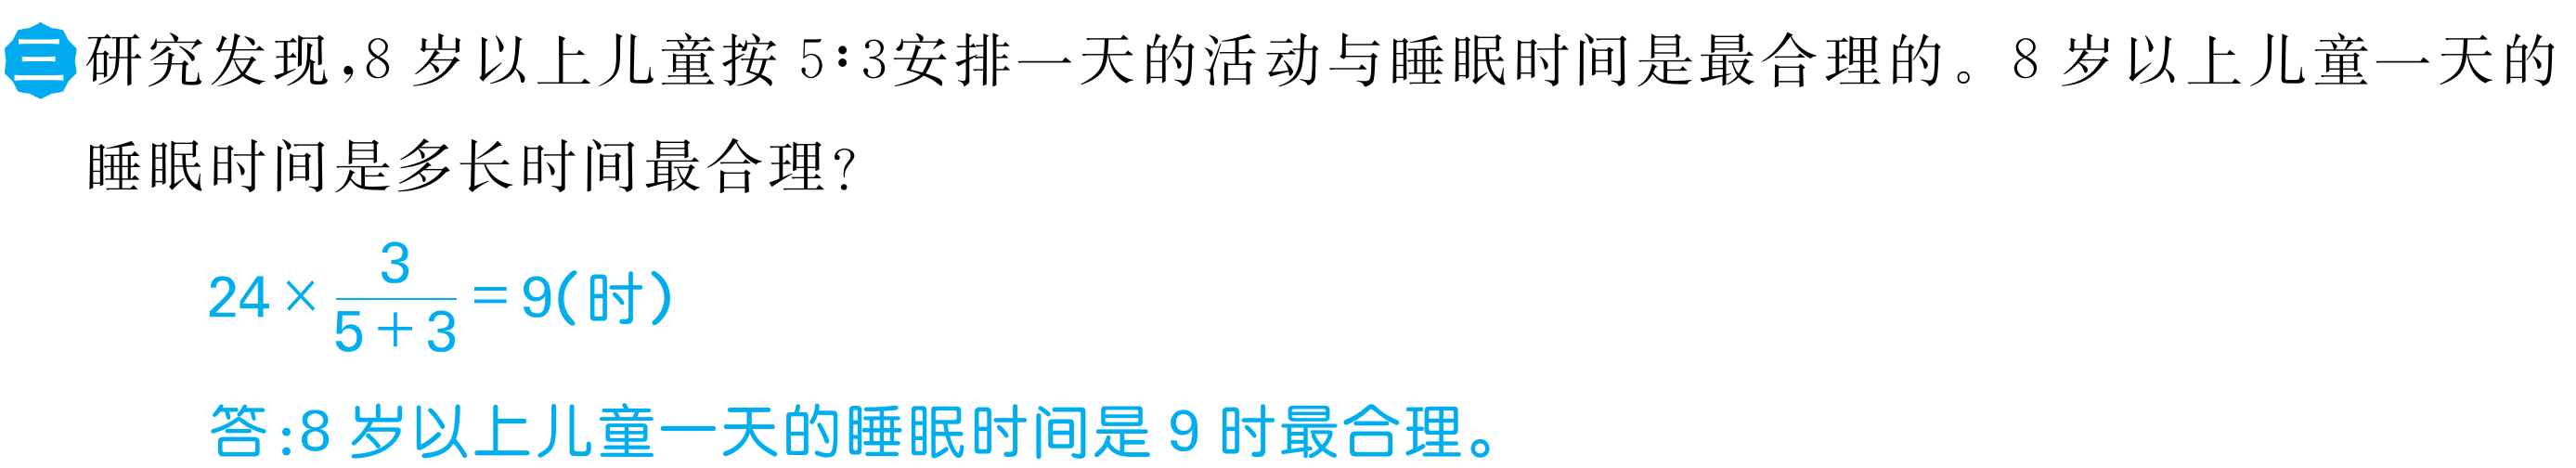 三 研究发现,8 岁以上儿童按 5∶3安排一天的活动与睡眠时间是最合理的。8 岁以上儿童一天的
睡眠时间是多长时间最合理?
24 × 3/(5 + 3) = 9(时)
答:8 岁以上儿童一天的睡眠时间是 9 时最合理。